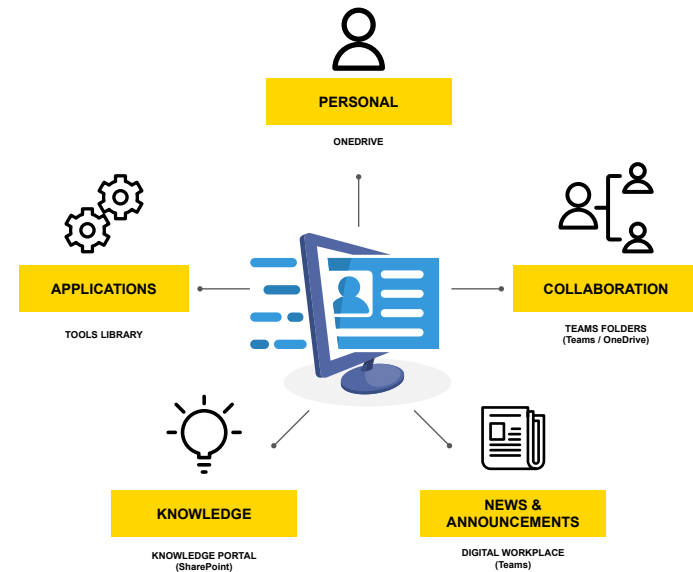 PERSONAL
ONEDRIVE
APPLICATIONS
TOOLS LIBRARY
COLLABORATION
TEAMS FOLDERS
(Teams / OneDrive)
KNOWLEDGE
KNOWLEDGE PORTAL
(SharePoint)
NEWS &
ANNOUNCEMENTS
DIGITAL WORKPLACE
(Teams)